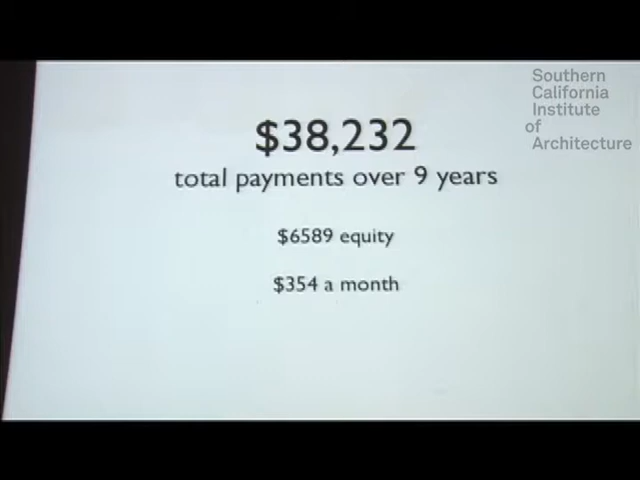 Southern
California
Institute
of
Architecture
$38,232
total payments over 9 years
$6589 equity
$354 a month